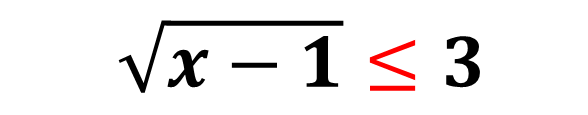 √x − 1 ≤ 3